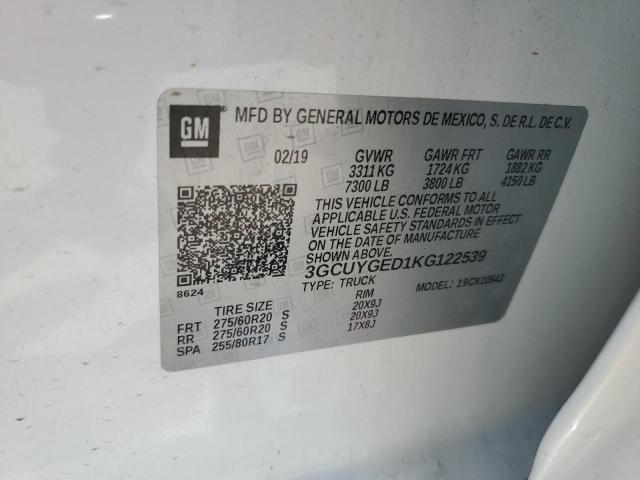 GM MFD BY GENERAL MOTORS DE MEXICO, S. DE R.L. DE C.V.
02/19 GVWR GAWR FRT GAWR RR
3311 KG 1724 KG 1882 KG
7300 LB 3800 LB 4150 LB
THIS VEHICLE CONFORMS TO ALL
APPLICABLE U.S. FEDERAL MOTOR
VEHICLE SAFETY STANDARDS IN EFFECT
ON THE DATE OF MANUFACTURE
SHOWN ABOVE.
3GCUYGED1KG122539
TYPE: TRUCK MODEL: 19CK10543
8624
TIRE SIZE RIM
FRT 275/60R20 S 20X9J
RR 275/60R20 S 20X9J
SPA 255/80R17 S 17X8J